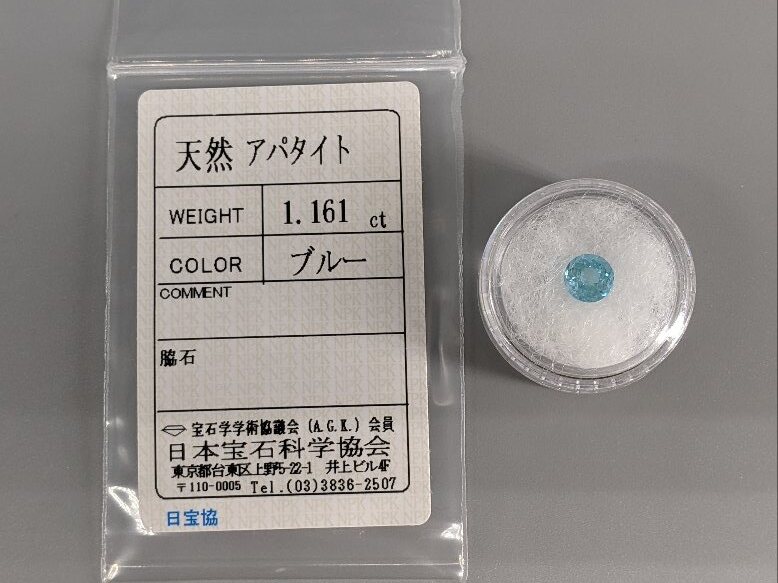 天然 アパタイト
WEIGHT 1.161 ct
COLOR ブルー
COMMENT
脇石
宝石学学術協議会 (A.G.K.) 会員
日本宝石科学協会
東京都台東区上野5-22-1 井上ビル4F
〒110-0005 Tel.(03)3836-2507
日宝協